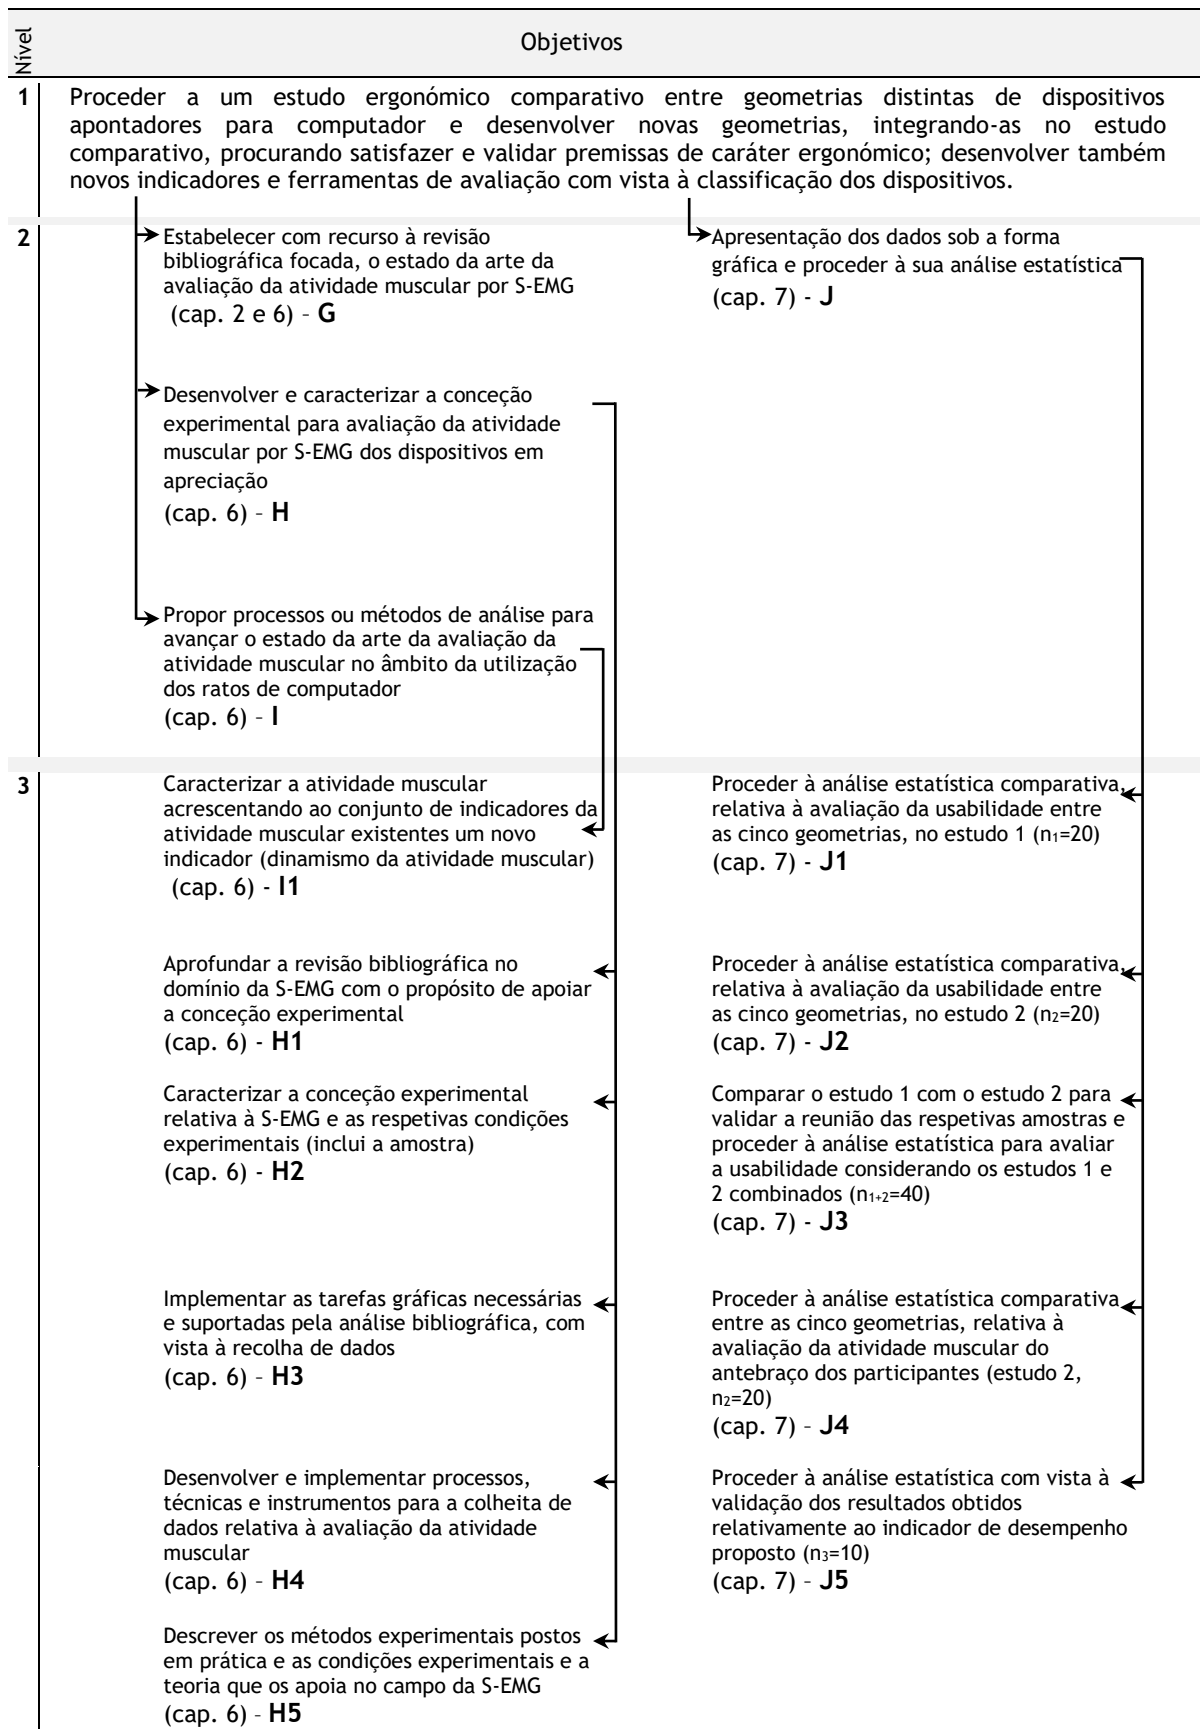 Nível
Objetivos
1
Proceder a um estudo ergonómico comparativo entre geometrias distintas de dispositivos
apontadores para computador e desenvolver novas geometrias, integrando-as no estudo
comparativo, procurando satisfazer e validar premissas de caráter ergonómico; desenvolver também
novos indicadores e ferramentas de avaliação com vista à classificação dos dispositivos.
2
Estabelecer com recurso à revisão
bibliográfica focada, o estado da arte da
avaliação da atividade muscular por S-EMG
(cap. 2 e 6) – G
Desenvolver e caracterizar a conceção
experimental para avaliação da atividade
muscular por S-EMG dos dispositivos em
apreciação
(cap. 6) – H
Propor processos ou métodos de análise para
avançar o estado da arte da avaliação da
atividade muscular no âmbito da utilização
dos ratos de computador
(cap. 6) – I
Apresentação dos dados sob a forma
gráfica e proceder à sua análise estatística
(cap. 7) - J
3
Caracterizar a atividade muscular
acrescentando ao conjunto de indicadores da
atividade muscular existentes um novo
indicador (dinamismo da atividade muscular)
(cap. 6) - I1
Aprofundar a revisão bibliográfica no
domínio da S-EMG com o propósito de apoiar
a conceção experimental
(cap. 6) - H1
Caracterizar a conceção experimental
relativa à S-EMG e as respetivas condições
experimentais (inclui a amostra)
(cap. 6) - H2
Implementar as tarefas gráficas necessárias
e suportadas pela análise bibliográfica, com
vista à recolha de dados
(cap. 6) – H3
Desenvolver e implementar processos,
técnicas e instrumentos para a colheita de
dados relativa à avaliação da atividade
muscular
(cap. 6) – H4
Descrever os métodos experimentais postos
em prática e as condições experimentais e a
teoria que os apoia no campo da S-EMG
(cap. 6) – H5
Proceder à análise estatística comparativa,
relativa à avaliação da usabilidade entre
as cinco geometrias, no estudo 1 (n₁=20)
(cap. 7) - J1
Proceder à análise estatística comparativa,
relativa à avaliação da usabilidade entre
as cinco geometrias, no estudo 2 (n₂=20)
(cap. 7) - J2
Comparar o estudo 1 com o estudo 2 para
validar a reunião das respetivas amostras e
proceder à análise estatística para avaliar
a usabilidade considerando os estudos 1 e
2 combinados (n₁₊₂=40)
(cap. 7) - J3
Proceder à análise estatística comparativa
entre as cinco geometrias, relativa à
avaliação da atividade muscular do
antebraço dos participantes (estudo 2,
n₂=20)
(cap. 7) – J4
Proceder à análise estatística com vista à
validação dos resultados obtidos
relativamente ao indicador de desempenho
proposto (n₃=10)
(cap. 7) – J5